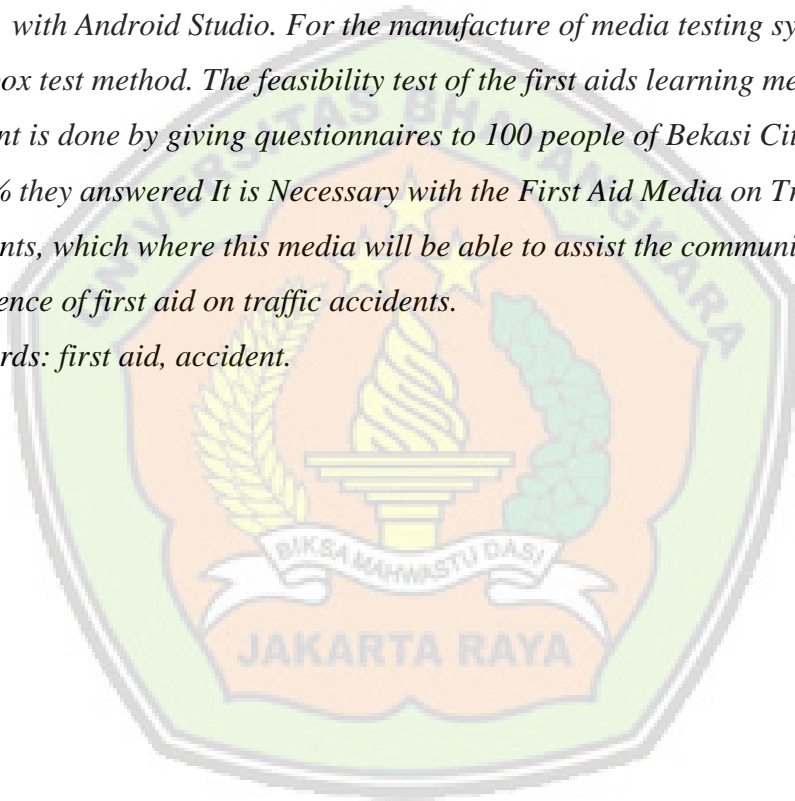 with Android Studio. For the manufacture of media testing sy
ox test method. The feasibility test of the first aids learning me
nt is done by giving questionnaires to 100 people of Bekasi Cit
% they answered It is Necessary with the First Aid Media on Tr
nts, which where this media will be able to assist the communi
ence of first aid on traffic accidents.
rds: first aid, accident.
UNIVERSITAS BHAYANGKARA
BIKSA MAHWASTU DASI
JAKARTA RAYA